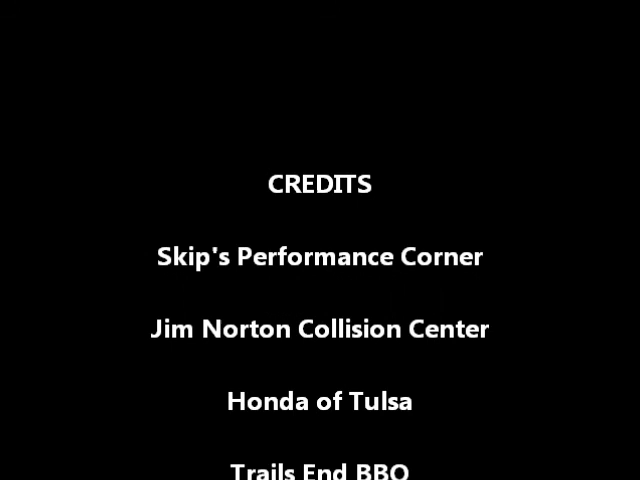 CREDITS
Skip's Performance Corner
Jim Norton Collision Center
Honda of Tulsa
Trails End BBQ